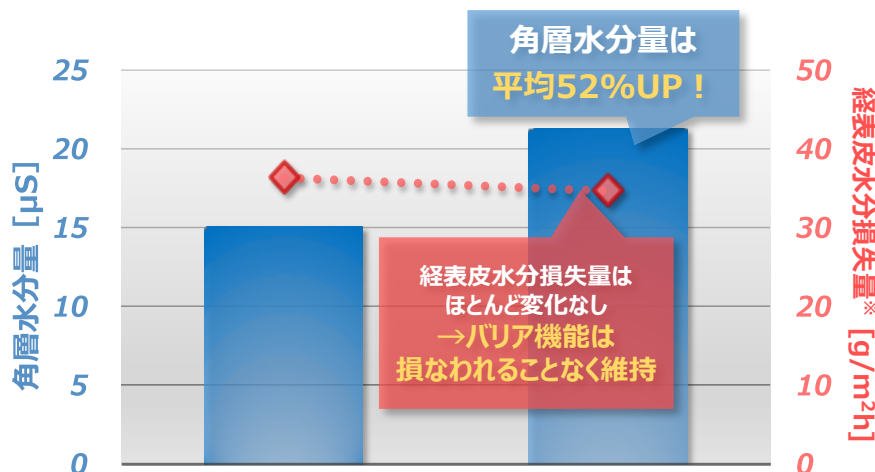 角層水分量は
平均52%UP！
25
20
15
10
5
0
角層水分量［μS］
50
40
30
20
10
0
経表皮水分損失量※［g/m²h］
経表皮水分損失量は
ほとんど変化なし
→バリア機能は
損なわれることなく維持